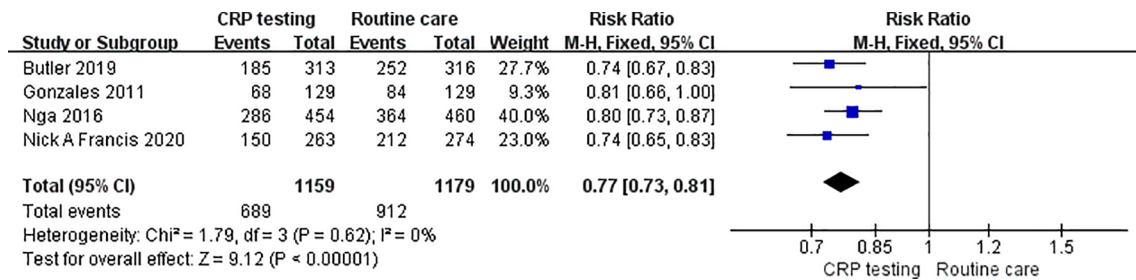 CRP testing Routine care Risk Ratio Risk Ratio
Study or Subgroup Events Total Events Total Weight M-H, Fixed, 95% CI M-H, Fixed, 95% CI
Butler 2019 185 313 252 316 27.7% 0.74 [0.67, 0.83]
Gonzales 2011 68 129 84 129 9.3% 0.81 [0.66, 1.00]
Nga 2016 286 454 364 460 40.0% 0.80 [0.73, 0.87]
Nick A Francis 2020 150 263 212 274 23.0% 0.74 [0.65, 0.83]
Total (95% CI) 1159 1179 100.0% 0.77 [0.73, 0.81]
Total events 689 912
Heterogeneity: Chi² = 1.79, df = 3 (P = 0.62); I² = 0%
Test for overall effect: Z = 9.12 (P < 0.00001)
0.7 0.85 1 1.2 1.5
CRP testing Routine care